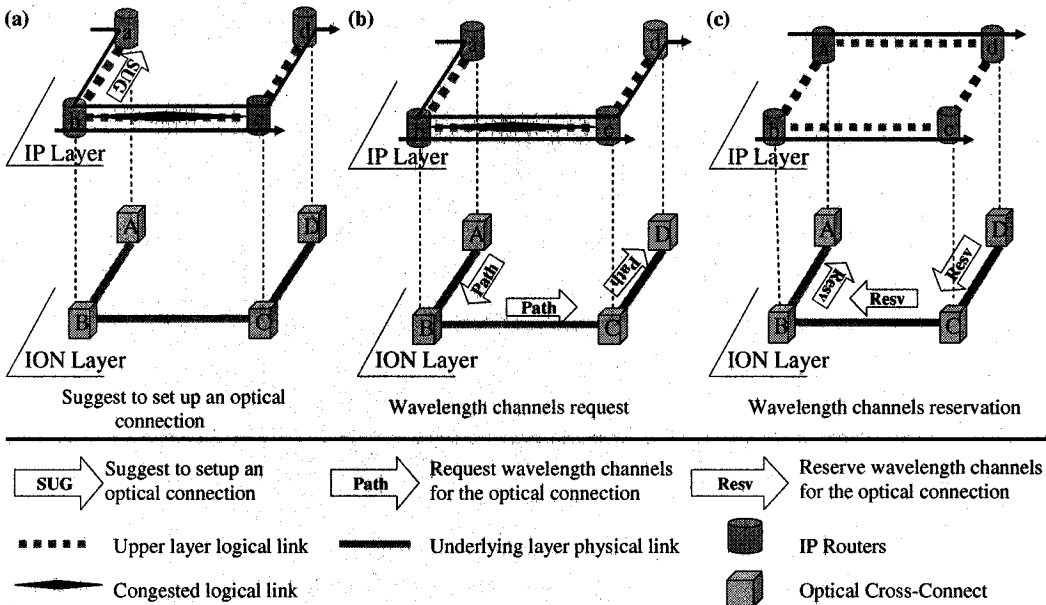 (a)
(b)
(c)
a
d
SUG
b
IP Layer
A
D
B
C
ION Layer
Suggest to set up an optical
connection
a
d
b
c
IP Layer
A
D
Path
Path
Path
B
C
ION Layer
Wavelength channels request
a
d
b
c
IP Layer
A
D
Resv
Resv
Resv
B
C
ION Layer
Wavelength channels reservation
SUG
Suggest to setup an
optical connection
Path
Request wavelength channels
for the optical connection
Resv
Reserve wavelength channels
for the optical connection
Upper layer logical link
Underlying layer physical link
IP Routers
Congested logical link
Optical Cross-Connect